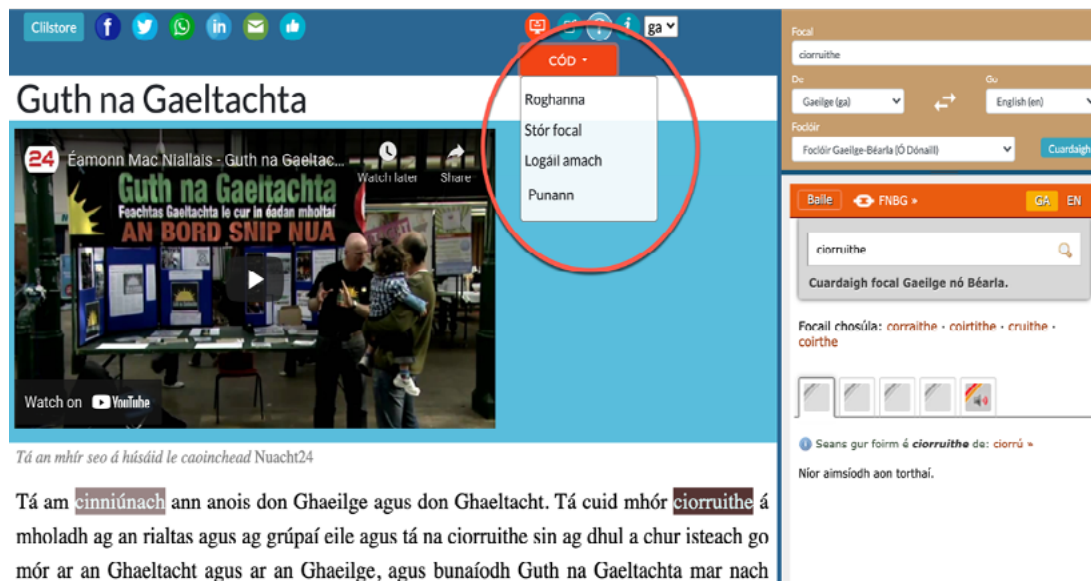 Clilstore
ga
CÓD
Roghanna
Stór focal
Logáil amach
Punann
Guth na Gaeltachta
24 Éamonn Mac Niallais - Guth na Gaeltac...
Watch later Share
Guth na Gaeltachta
Feachtas Gaeltachta le cur in éadan mholtaí
AN BORD SNIP NUA
Watch on YouTube
Tá an mhír seo á húsáid le caoinchead Nuacht24
Tá am cinniúnach ann anois don Ghaeilge agus don Ghaeltacht. Tá cuid mhór ciorruithe á
mholadh ag an rialtas agus ag grúpaí eile agus tá na ciorruithe sin ag dhul a chur isteach go
mór ar an Ghaeltacht agus ar an Ghaeilge, agus bunaíodh Guth na Gaeltachta mar nach
Focal
ciorruithe
De Gu
Gaeilge (ga) English (en)
Foclóir
Foclóir Gaeilge-Béarla (Ó Dónaill) Cuardaigh
Baile FNBG » GA EN
ciorruithe
Cuardaigh focal Gaeilge nó Béarla.
Focail chosúla: corraithe · coirtithe · cruithe ·
coirthe
Seans gur foirm é ciorruithe de: ciorrú »
Níor aimsíodh aon torthaí.